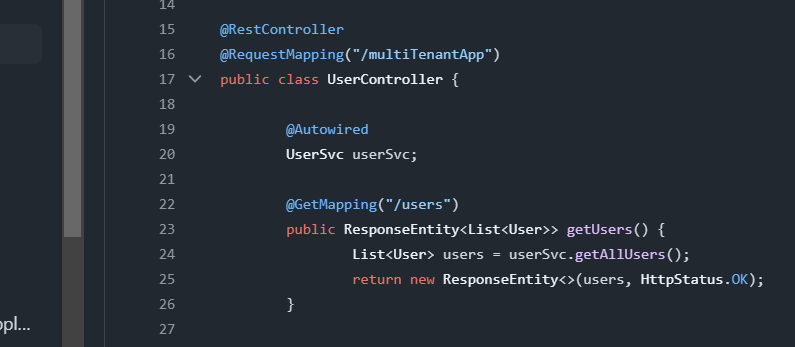 14
15 @RestController
16 @RequestMapping("/multiTenantApp")
17 public class UserController {
18
19 @Autowired
20 UserSvc userSvc;
21
22 @GetMapping("/users")
23 public ResponseEntity<List<User>> getUsers() {
24 List<User> users = userSvc.getAllUsers();
25 return new ResponseEntity<>(users, HttpStatus.OK);
26 }
ppl...
27